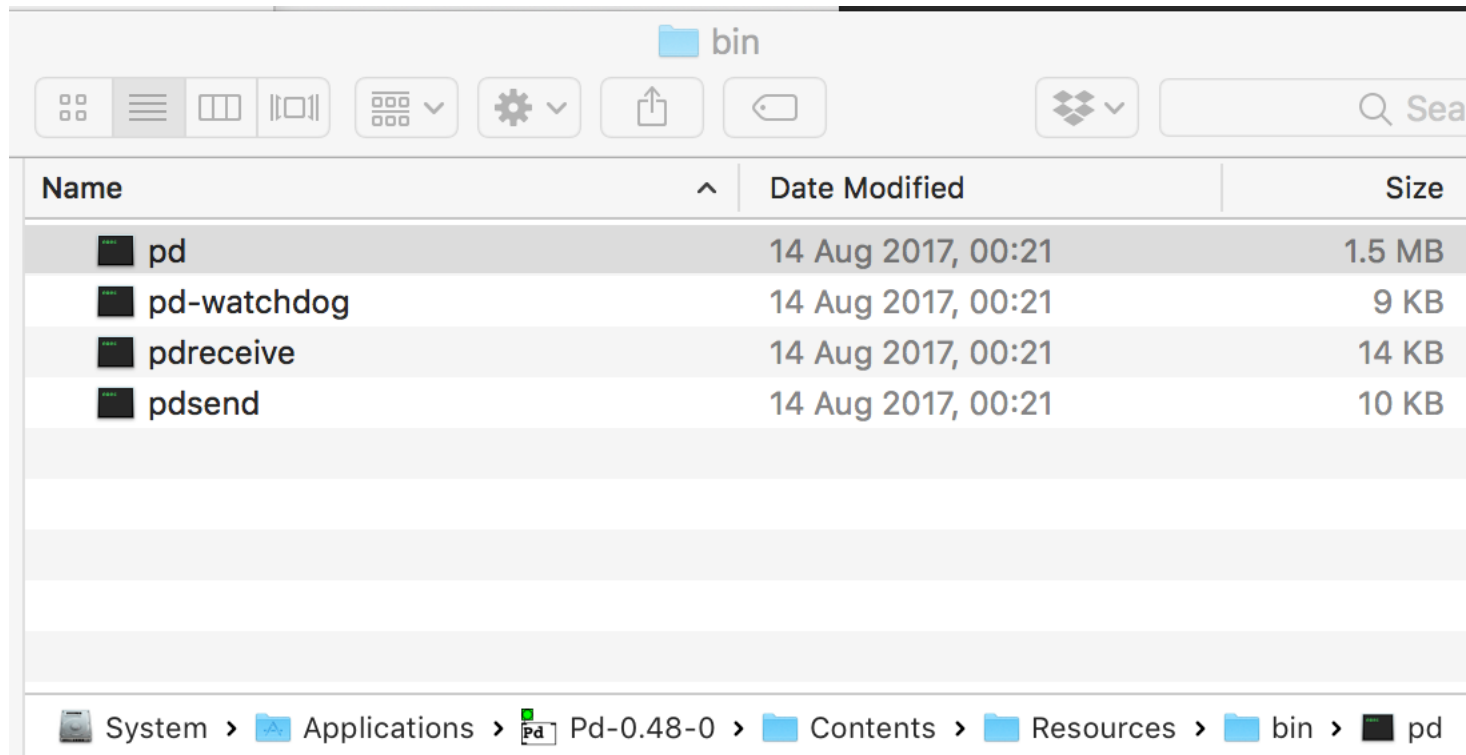 bin
Sea
Name Date Modified Size
pd 14 Aug 2017, 00:21 1.5 MB
pd-watchdog 14 Aug 2017, 00:21 9 KB
pdreceive 14 Aug 2017, 00:21 14 KB
pdsend 14 Aug 2017, 00:21 10 KB
System › Applications › Pd Pd-0.48-0 › Contents › Resources › bin › pd